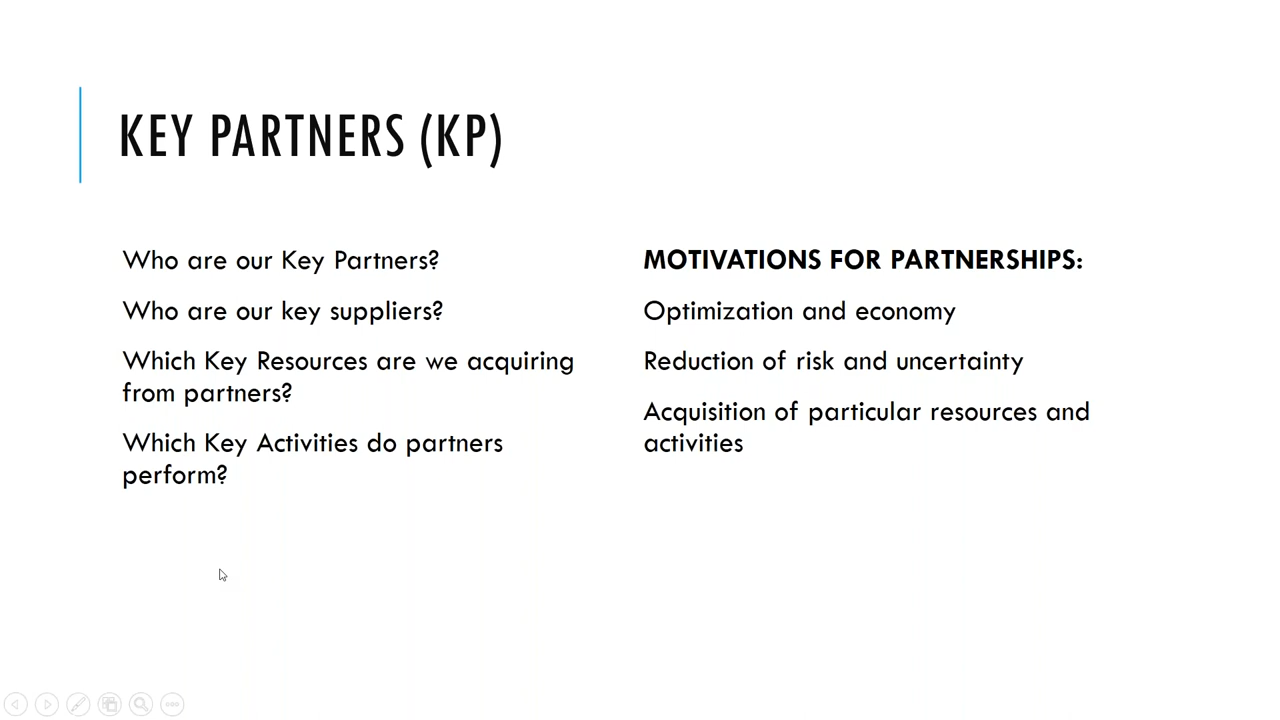 KEY PARTNERS (KP)
Who are our Key Partners?
Who are our key suppliers?
Which Key Resources are we acquiring
from partners?
Which Key Activities do partners
perform?
MOTIVATIONS FOR PARTNERSHIPS:
Optimization and economy
Reduction of risk and uncertainty
Acquisition of particular resources and
activities